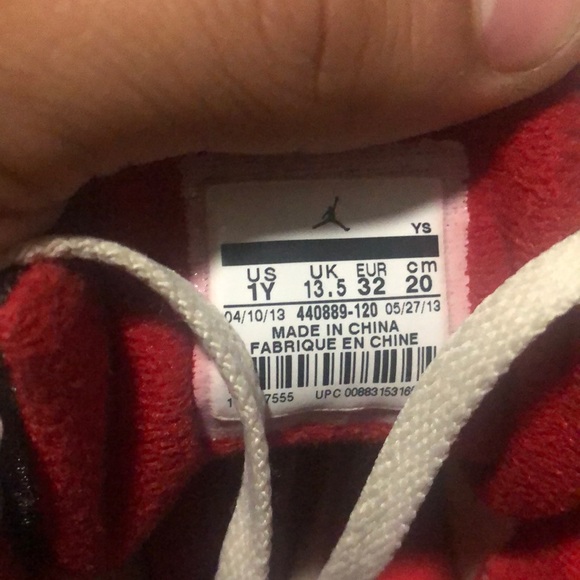 YS
US UK EUR cm
1Y 13.5 32 20
04/10/13 440889-120 05/27/13
MADE IN CHINA
FABRIQUE EN CHINE
UPC